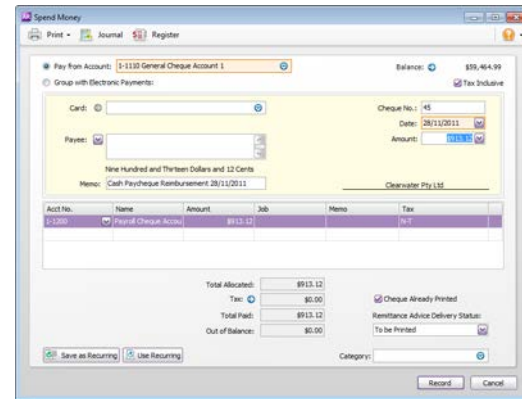 Spend Money
Print Journal Register
Pay from Account: 1-1110 General Cheque Account 1 Balance: $59,464.99
Group with Electronic Payments: Tax Inclusive
Card: Cheque No.: 45
Date: 28/11/2011
Payee: Amount: $913.12
Nine Hundred and Thirteen Dollars and 12 Cents
Memo: Cash Paycheque Reimbursement 28/11/2011 Clearwater Pty Ltd
Acct No. Name Amount Job Memo Tax
1-1200 Payroll Cheque Accou $913.12 N-T
Total Allocated: $913.12
Tax: $0.00 Cheque Already Printed
Total Paid: $913.12 Remittance Advice Delivery Status:
Out of Balance: $0.00 To be Printed
Save as Recurring Use Recurring Category:
Record Cancel